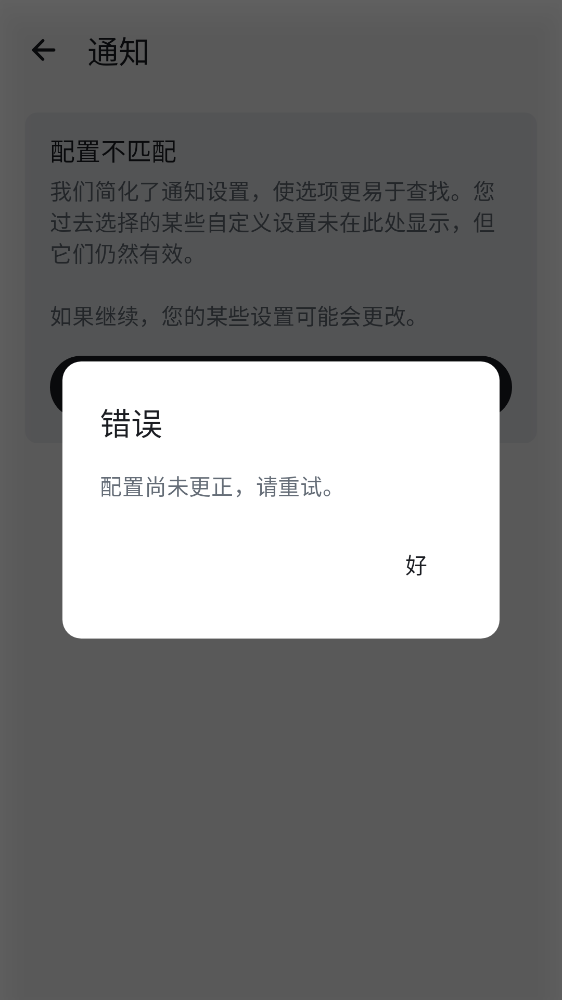 通知
配置不匹配
我们简化了通知设置，使选项更易于查找。您
过去选择的某些自定义设置未在此处显示，但
它们仍然有效。
如果继续，您的某些设置可能会更改。
错误
配置尚未更正，请重试。
好